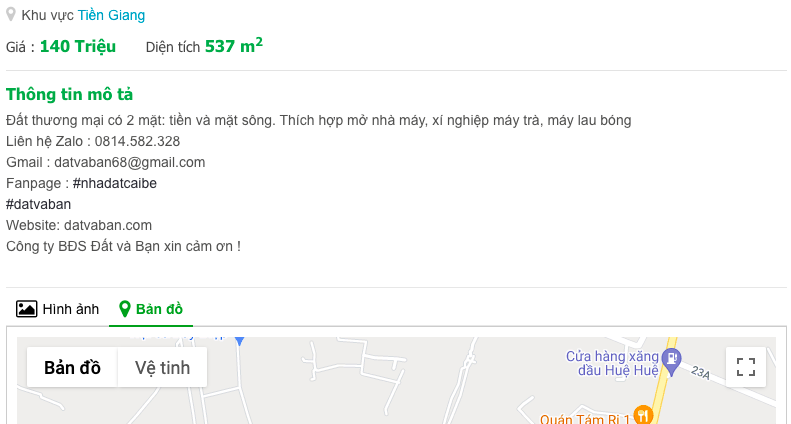 Khu vực Tiền Giang
Giá : 140 Triệu Diện tích 537 m²
Thông tin mô tả
Đất thương mại có 2 mặt: tiền và mặt sông. Thích hợp mở nhà máy, xí nghiệp máy trà, máy lau bóng
Liên hệ Zalo : 0814.582.328
Gmail : datvaban68@gmail.com
Fanpage : #nhadatcaibe
#datvaban
Website: datvaban.com
Công ty BĐS Đất và Bạn xin cảm ơn !
Hình ảnh Bản đồ
Bản đồ Vệ tinh
Cửa hàng xăng
dầu Huệ Huệ
23A
Quán Tám Ri 1